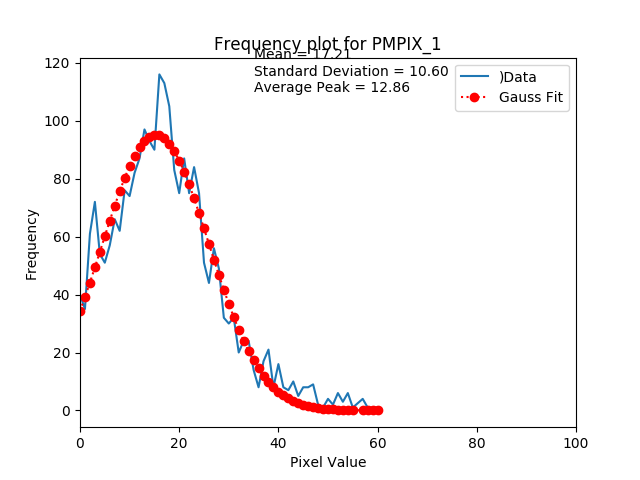 Frequency plot for PMPIX_1
Mean = 17.21
Standard Deviation = 10.60
Average Peak = 12.86
)Data
Gauss Fit
Frequency
120
100
80
60
40
20
0
0 20 40 60 80 100
Pixel Value